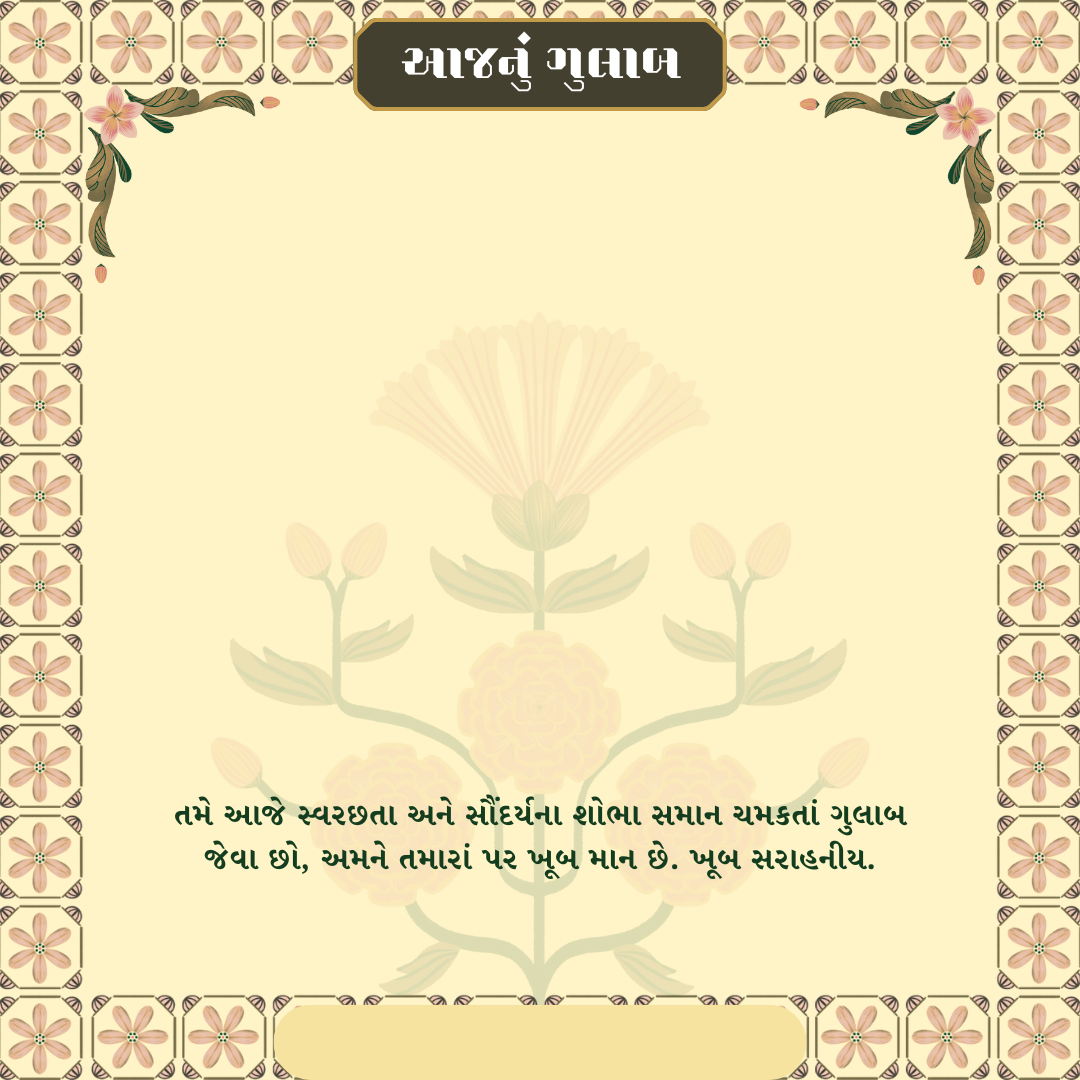 આજનું ગુલાબ
તમે આજે સ્વરછતા અને સૌંદર્યના શોભા સમાન ચમકતાં ગુલાબ
જેવા છો, અમને તમારાં પર ખૂબ માન છે. ખૂબ સરાહનીય.